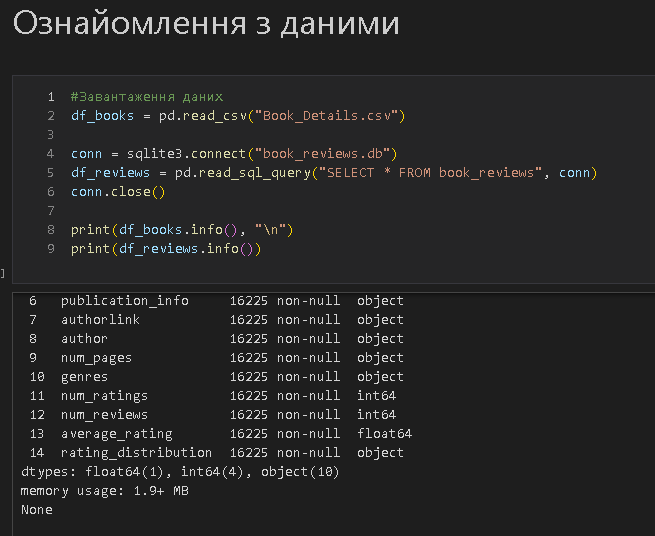 Ознайомлення з даними
1 #Завантаження даних
2 df_books = pd.read_csv("Book_Details.csv")
3
4 conn = sqlite3.connect("book_reviews.db")
5 df_reviews = pd.read_sql_query("SELECT * FROM book_reviews", conn)
6 conn.close()
7
8 print(df_books.info(), "\n")
9 print(df_reviews.info())
]
6 publication_info 16225 non-null object
7 authorlink 16225 non-null object
8 author 16225 non-null object
9 num_pages 16225 non-null object
10 genres 16225 non-null object
11 num_ratings 16225 non-null int64
12 num_reviews 16225 non-null int64
13 average_rating 16225 non-null float64
14 rating_distribution 16225 non-null object
dtypes: float64(1), int64(4), object(10)
memory usage: 1.9+ MB
None